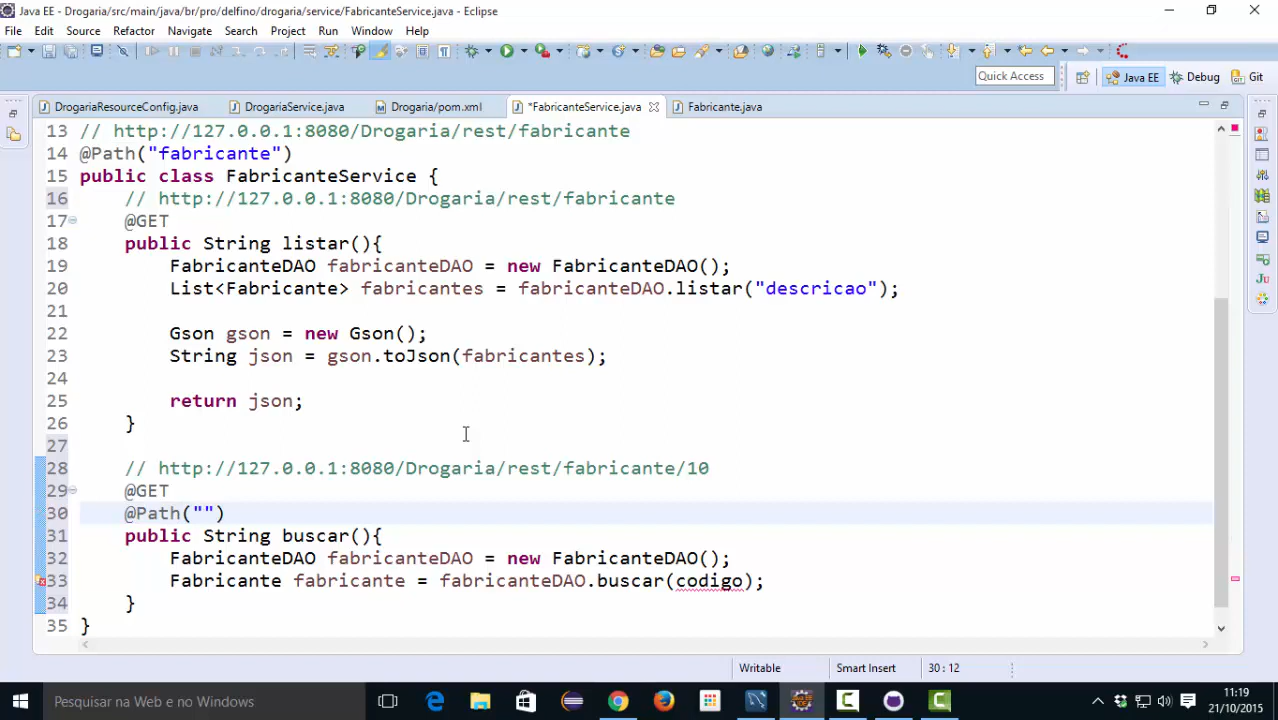 Java EE - Drogaria/src/main/java/br/pro/delfino/drogaria/service/FabricanteService.java - Eclipse
File Edit Source Refactor Navigate Search Project Run Window Help
Quick Access Java EE Debug Git
DrogariaResourceConfig.java DrogariaService.java Drogaria/pom.xml *FabricanteService.java Fabricante.java
13 // http://127.0.0.1:8080/Drogaria/rest/fabricante
14 @Path("fabricante")
15 public class FabricanteService {
16 // http://127.0.0.1:8080/Drogaria/rest/fabricante
17 @GET
18 public String listar(){
19 FabricanteDAO fabricanteDAO = new FabricanteDAO();
20 List<Fabricante> fabricantes = fabricanteDAO.listar("descricao");
21
22 Gson gson = new Gson();
23 String json = gson.toJson(fabricantes);
24
25 return json;
26 }
27
28 // http://127.0.0.1:8080/Drogaria/rest/fabricante/10
29 @GET
30 @Path("")
31 public String buscar(){
32 FabricanteDAO fabricanteDAO = new FabricanteDAO();
33 Fabricante fabricante = fabricanteDAO.buscar(codigo);
34 }
35 }
Writable Smart Insert 30 : 12
Pesquisar na Web e no Windows
11:19
21/10/2015